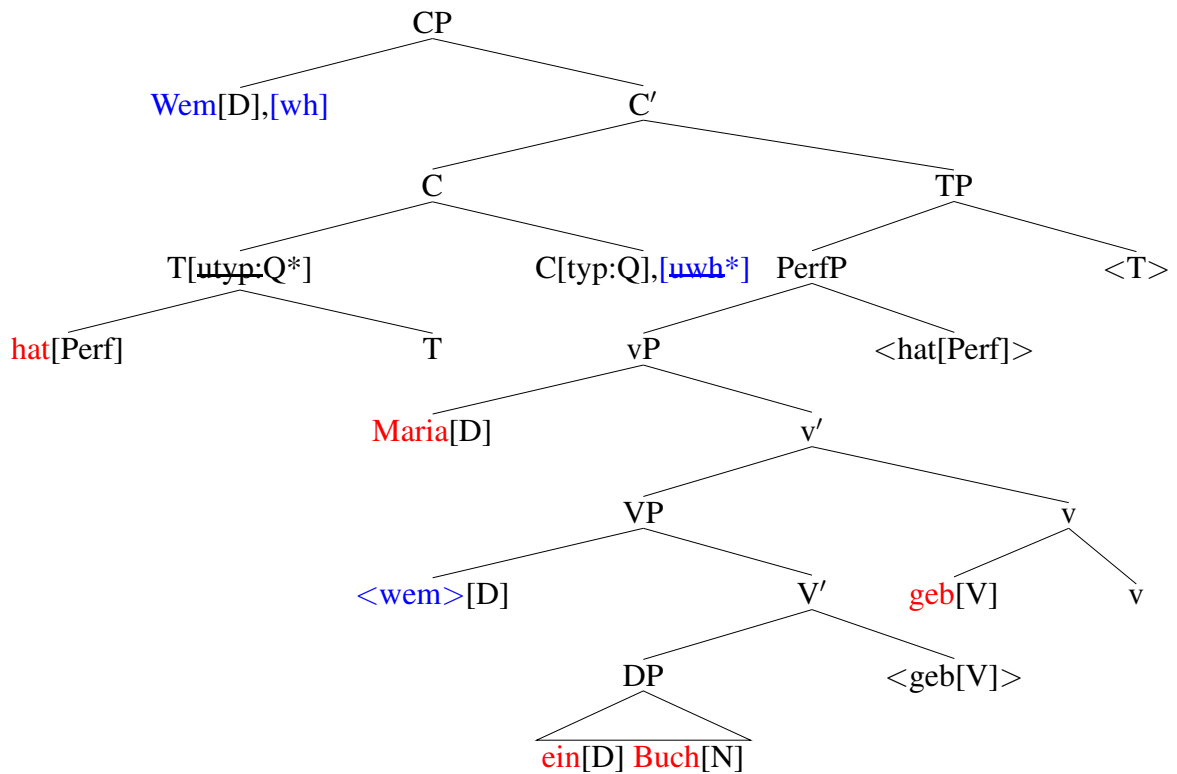 CP
Wem[D],[wh] C′
C TP
T[utyp:Q*] C[typ:Q],[uwh*] PerfP <T>
hat[Perf] T vP <hat[Perf]>
Maria[D] v′
VP v
<wem>[D] V′ geb[V] v
DP <geb[V]>
ein[D] Buch[N]